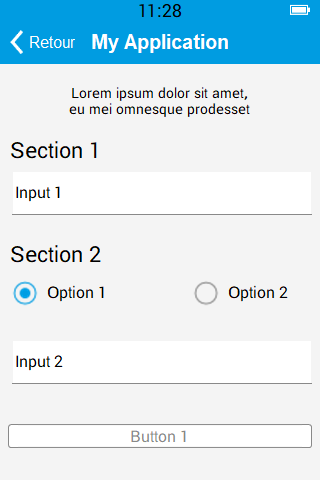 11:28
Retour My Application
Lorem ipsum dolor sit amet,
eu mei omnesque prodesset
Section 1
Input 1
Section 2
Option 1 Option 2
Input 2
Button 1